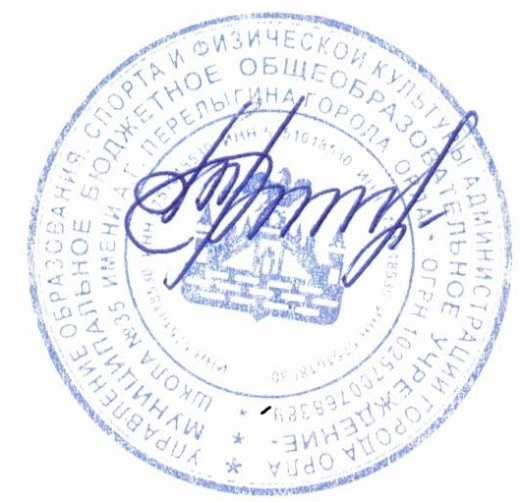 УПРАВЛЕНИЕ ОБРАЗОВАНИЯ, СПОРТА И ФИЗИЧЕСКОЙ КУЛЬТУРЫ АДМИНИСТРАЦИИ ГОРОДА ОРЛА
МУНИЦИПАЛЬНОЕ БЮДЖЕТНОЕ ОБЩЕОБРАЗОВАТЕЛЬНОЕ УЧРЕЖДЕНИЕ-
ШКОЛА №35 ИМЕНИ А.Г. ПЕРЕЛЫГИНА ГОРОДА ОРЛА • ОГРН
ИНН